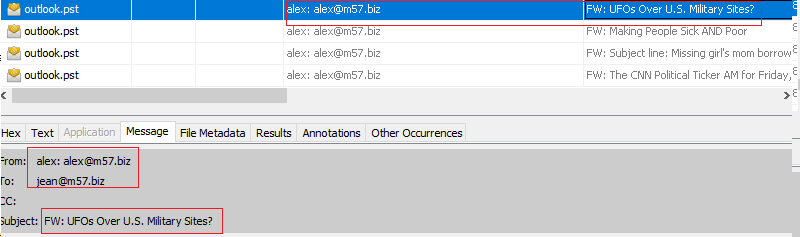 outlook.pst alex: alex@m57.biz FW: UFOs Over U.S. Military Sites?
outlook.pst alex: alex@m57.biz FW: Making People Sick AND Poor
outlook.pst alex: alex@m57.biz FW: Subject line: Missing girl's mom borrow
outlook.pst alex: alex@m57.biz FW: The CNN Political Ticker AM for Friday,
Hex Text Application Message File Metadata Results Annotations Other Occurrences
From: alex: alex@m57.biz
To: jean@m57.biz
CC:
Subject: FW: UFOs Over U.S. Military Sites?